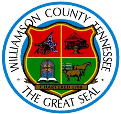 WILLIAMSON COUNTY TENNESSEE
THE GREAT SEAL